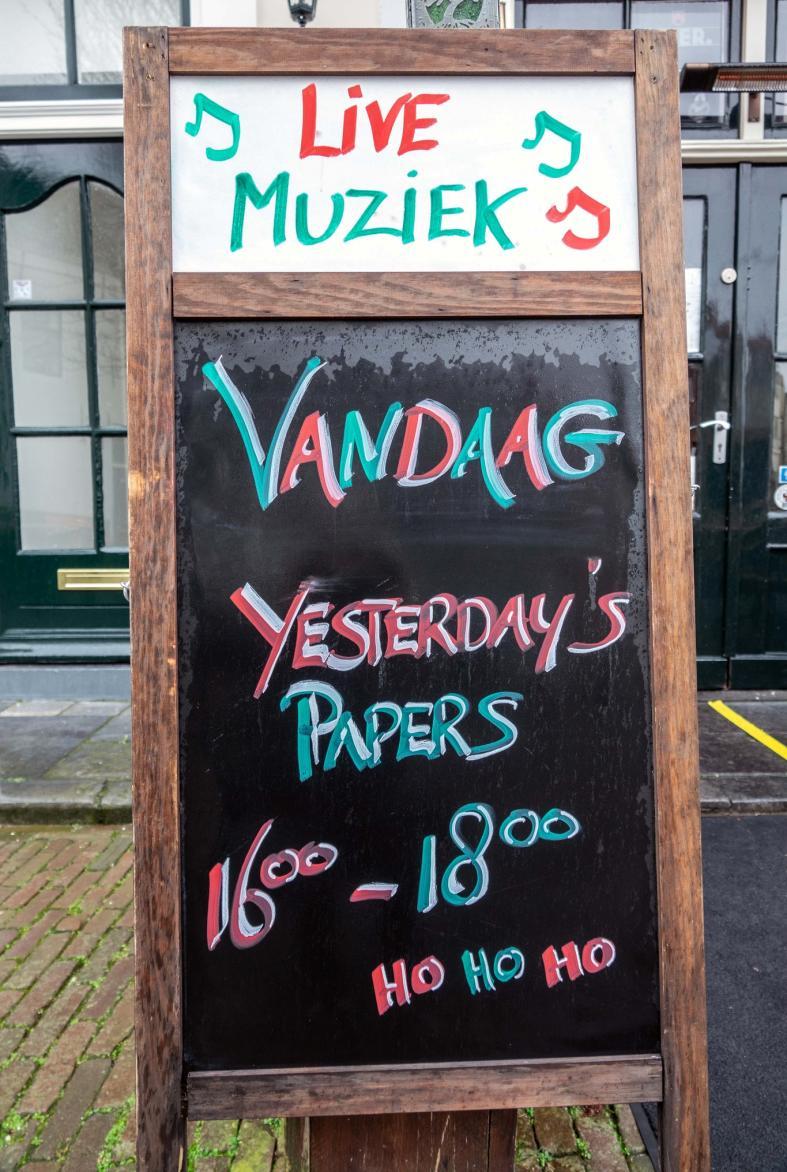 LiVE
MUZiEK
VANDAAG
YESTERDAY'S
PAPERS
16⁰⁰ - 18⁰⁰
HO HO HO